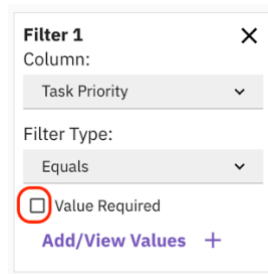 Filter 1
Column:
Task Priority
Filter Type:
Equals
Value Required
Add/View Values +